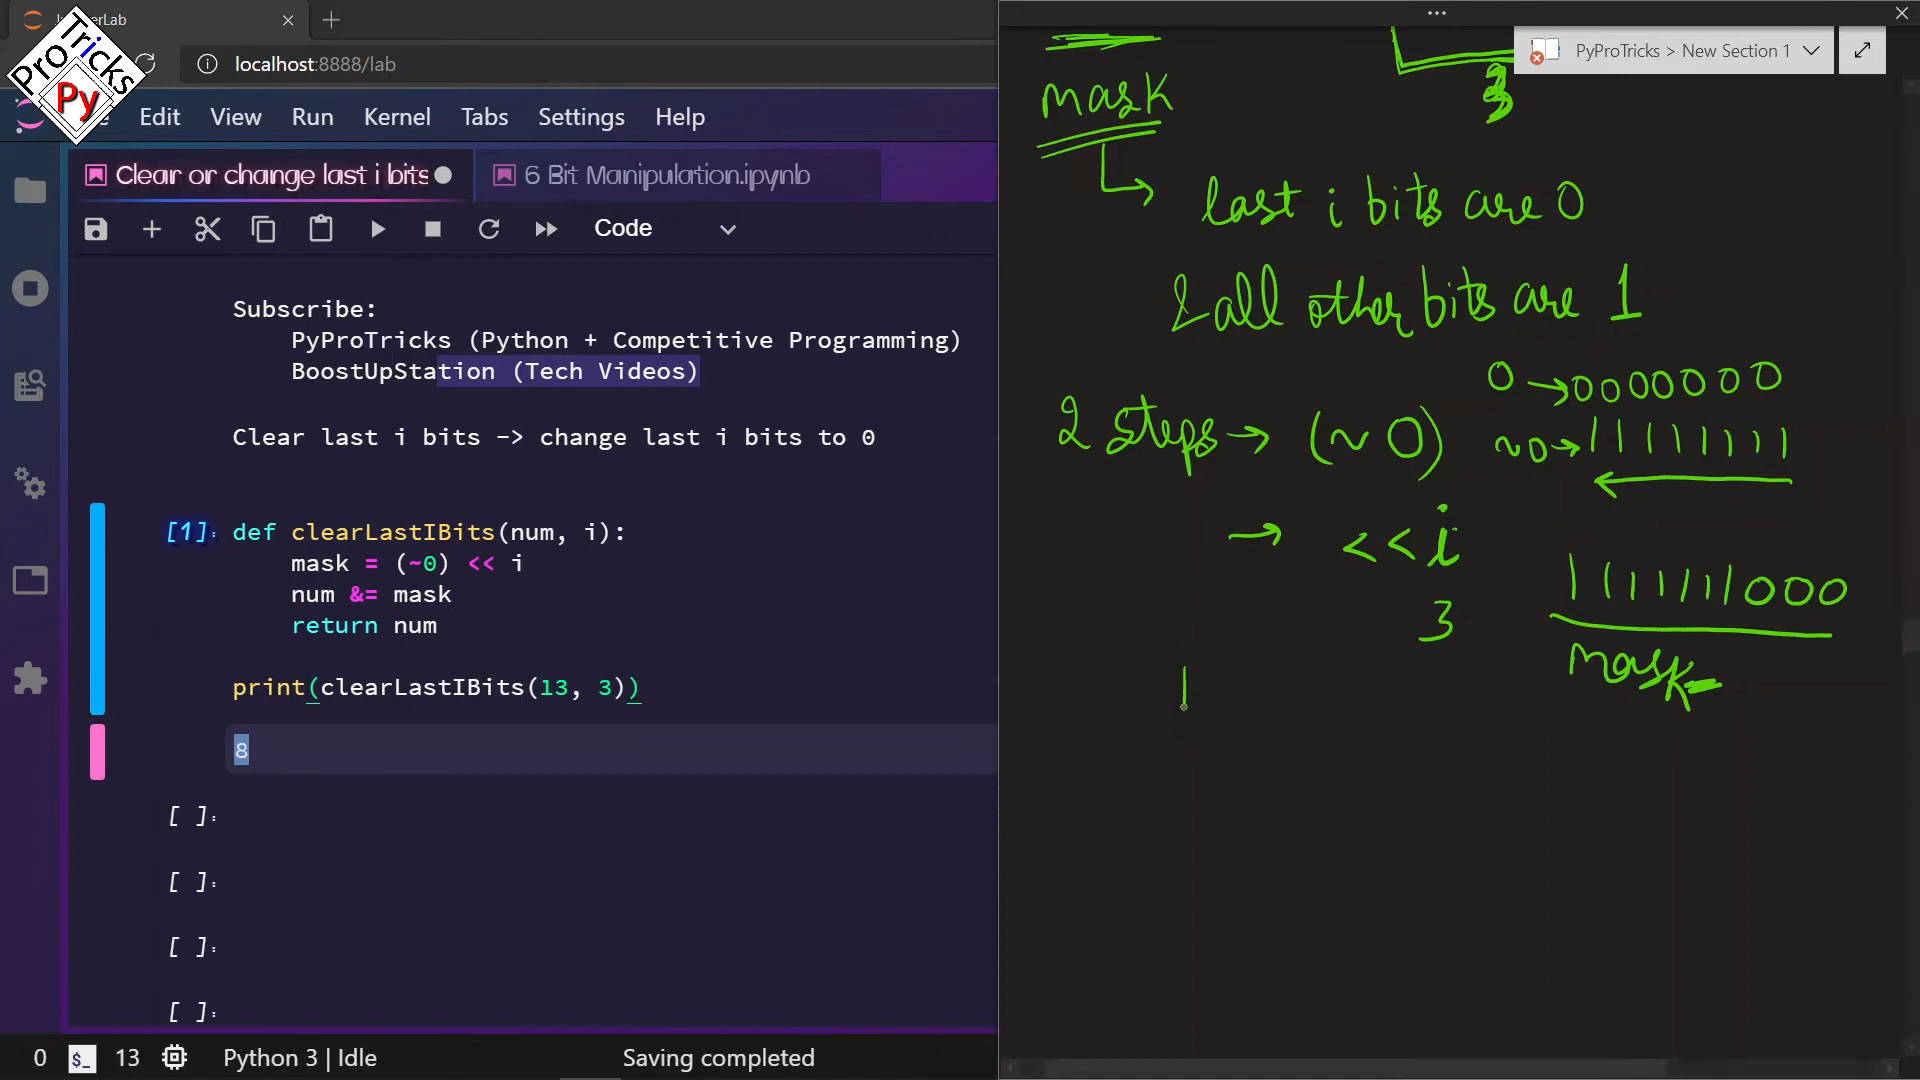 JupyterLab
ProTricks
Py
localhost:8888/lab
Edit View Run Kernel Tabs Settings Help
Clear or change last i bits
6 Bit Manipulation.ipynb
Code
Subscribe:
PyProTricks (Python + Competitive Programming)
BoostUpStation (Tech Videos)
Clear last i bits -> change last i bits to 0
[1]: def clearLastIBits(num, i):
mask = (~0) << i
num &= mask
return num
print(clearLastIBits(13, 3))
8
[ ]:
[ ]:
[ ]:
[ ]:
0 $_ 13 Python 3 | Idle Saving completed
PyProTricks > New Section 1
3
mask
last i bits are 0
& all other bits are 1
0 → 0000000
2 steps → (~0) ~0 → 11111111
→ <<i
1111111000
3
mask
1